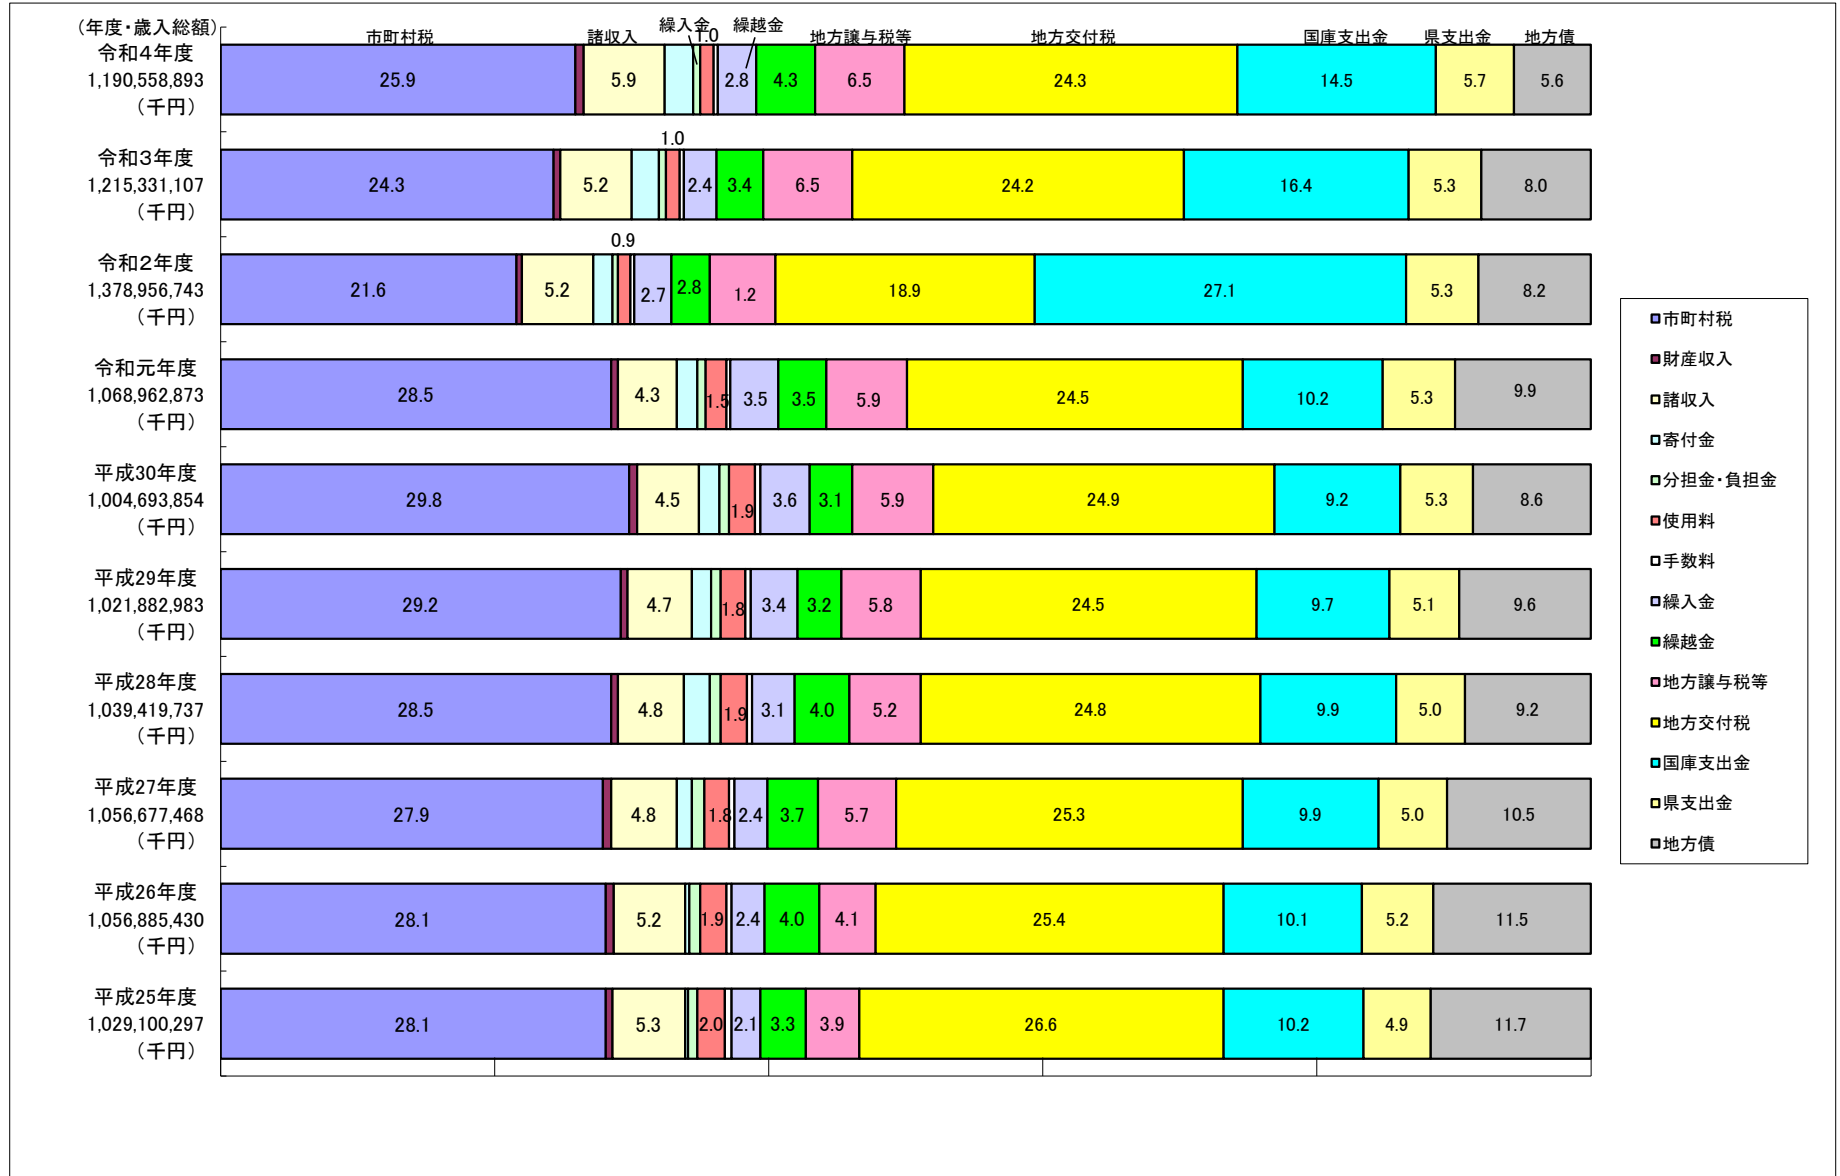 (年度・歳入総額)
市町村税 諸収入 繰入金 1.0 繰越金 地方譲与税等 地方交付税 国庫支出金 県支出金 地方債
令和4年度
1,190,558,893
(千円)
25.9 5.9 2.8 4.3 6.5 24.3 14.5 5.7 5.6
1.0
令和3年度
1,215,331,107
(千円)
24.3 5.2 2.4 3.4 6.5 24.2 16.4 5.3 8.0
0.9
令和2年度
1,378,956,743
(千円)
21.6 5.2 2.7 2.8 1.2 18.9 27.1 5.3 8.2
令和元年度
1,068,962,873
(千円)
28.5 4.3 1.5 3.5 3.5 5.9 24.5 10.2 5.3 9.9
平成30年度
1,004,693,854
(千円)
29.8 4.5 1.9 3.6 3.1 5.9 24.9 9.2 5.3 8.6
平成29年度
1,021,882,983
(千円)
29.2 4.7 1.8 3.4 3.2 5.8 24.5 9.7 5.1 9.6
平成28年度
1,039,419,737
(千円)
28.5 4.8 1.9 3.1 4.0 5.2 24.8 9.9 5.0 9.2
平成27年度
1,056,677,468
(千円)
27.9 4.8 1.8 2.4 3.7 5.7 25.3 9.9 5.0 10.5
平成26年度
1,056,885,430
(千円)
28.1 5.2 1.9 2.4 4.0 4.1 25.4 10.1 5.2 11.5
平成25年度
1,029,100,297
(千円)
28.1 5.3 2.0 2.1 3.3 3.9 26.6 10.2 4.9 11.7
市町村税
財産収入
諸収入
寄付金
分担金・負担金
使用料
手数料
繰入金
繰越金
地方譲与税等
地方交付税
国庫支出金
県支出金
地方債